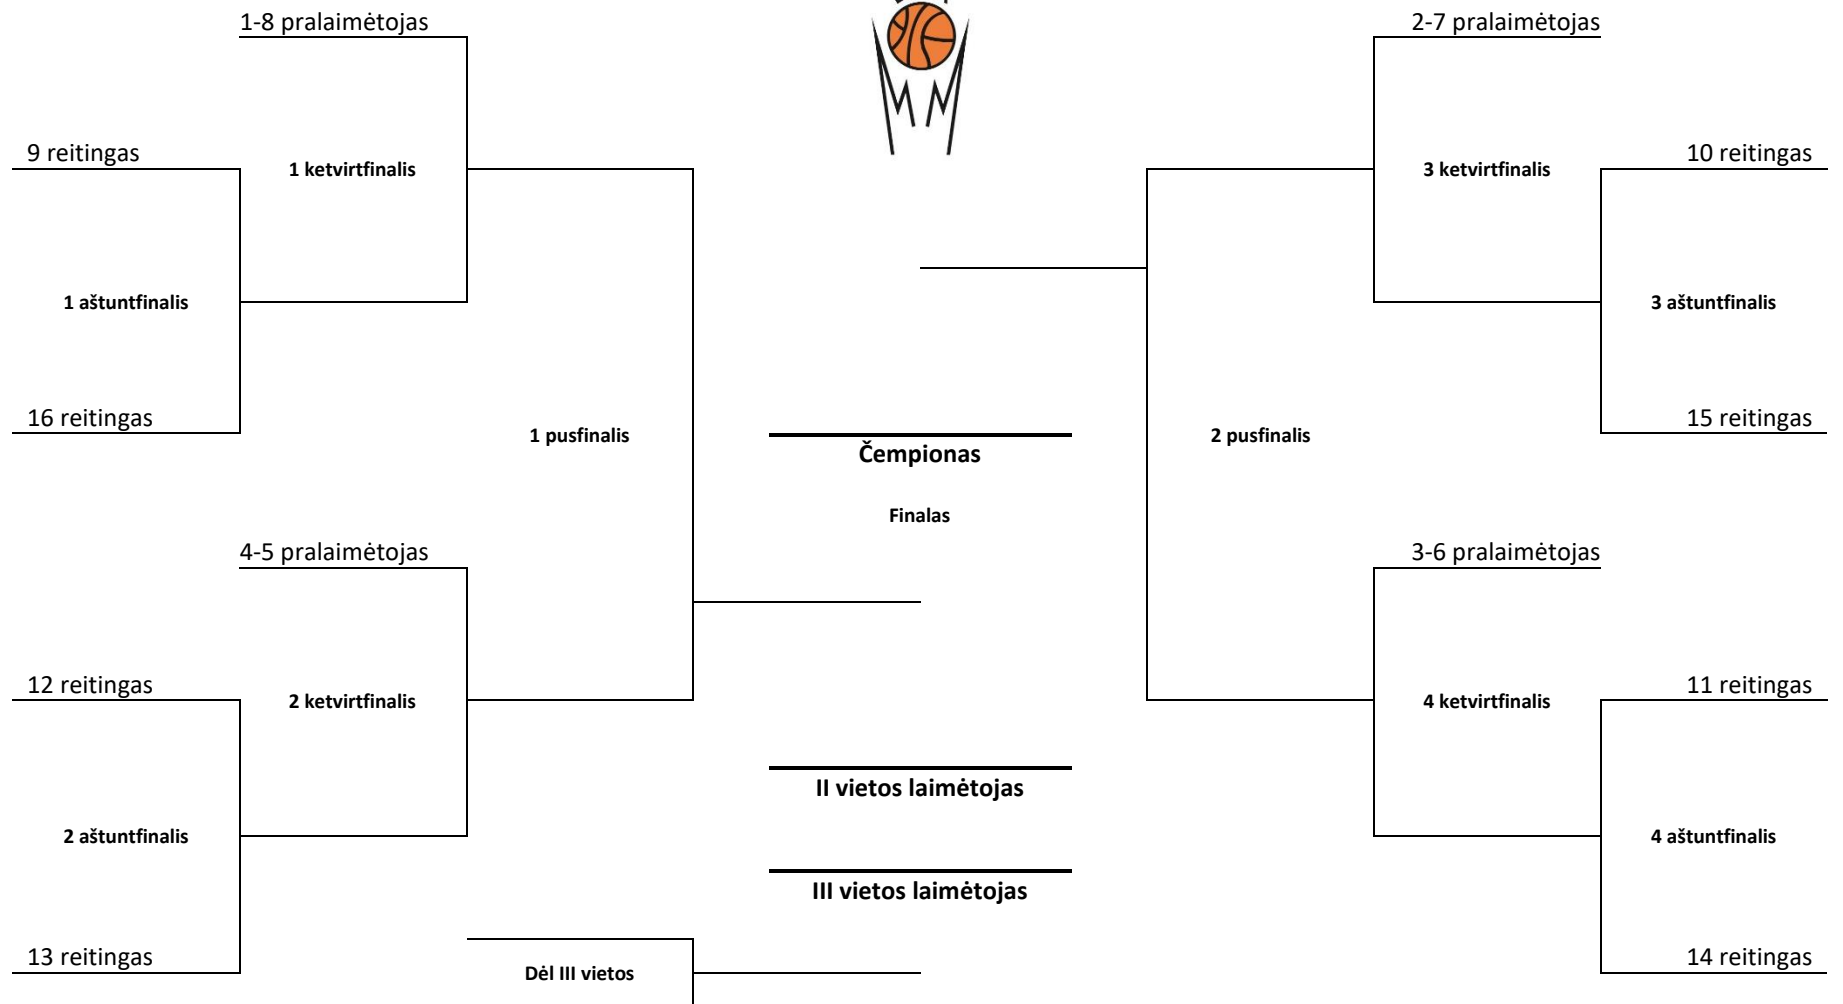 1-8 pralaimėtojas
2-7 pralaimėtojas
9 reitingas
1 ketvirtfinalis
3 ketvirtfinalis
10 reitingas
1 aštuntfinalis
3 aštuntfinalis
16 reitingas
1 pusfinalis
Čempionas
2 pusfinalis
15 reitingas
Finalas
4-5 pralaimėtojas
3-6 pralaimėtojas
12 reitingas
2 ketvirtfinalis
4 ketvirtfinalis
11 reitingas
II vietos laimėtojas
2 aštuntfinalis
4 aštuntfinalis
III vietos laimėtojas
13 reitingas
Dėl III vietos
14 reitingas